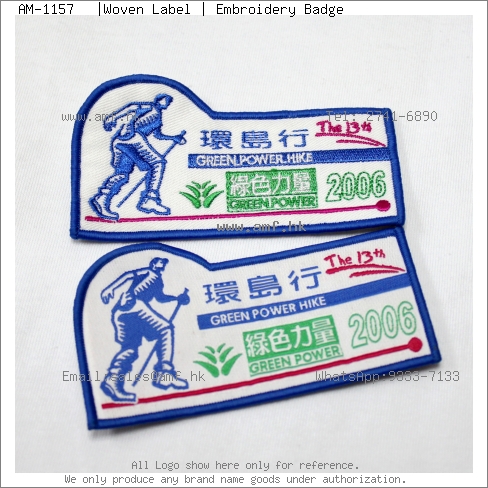 AM-1157 |Woven Label | Embroidery Badge
www.amf.hk
Tel: 2741-6890
環島行 The 13th
GREEN POWER HIKE
綠色力量 2006
GREEN POWER
www.amf.hk
環島行 The 13th
GREEN POWER HIKE
綠色力量 2006
GREEN POWER
Email:sales@amf.hk
WhatsApp:9333-7133
All Logo show here only for reference.
We only produce any brand name goods under authorization.